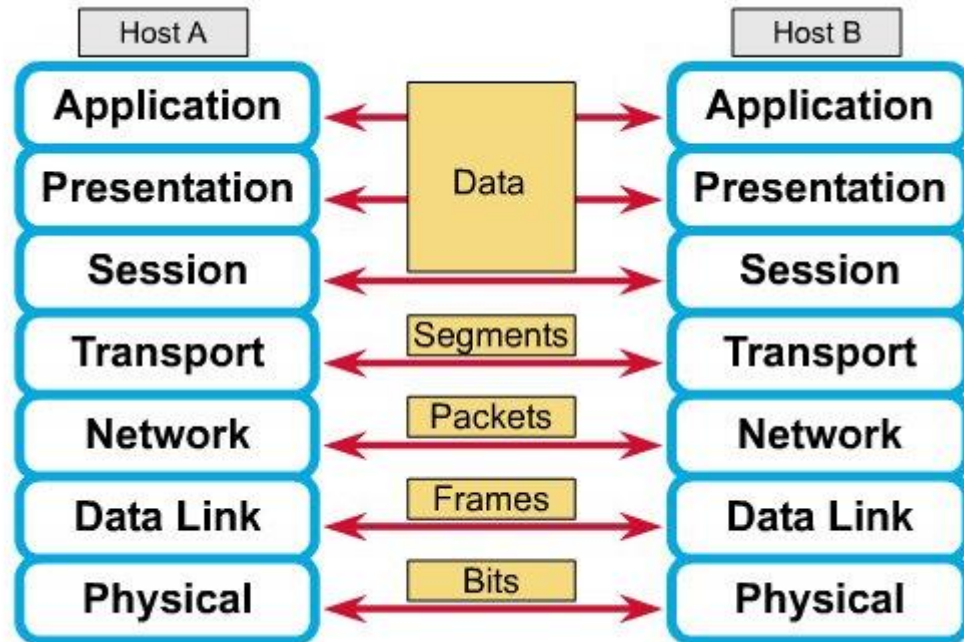 Host A
Host B
Application
Application
Presentation
Data
Presentation
Session
Session
Transport
Segments
Transport
Network
Packets
Network
Data Link
Frames
Data Link
Physical
Bits
Physical